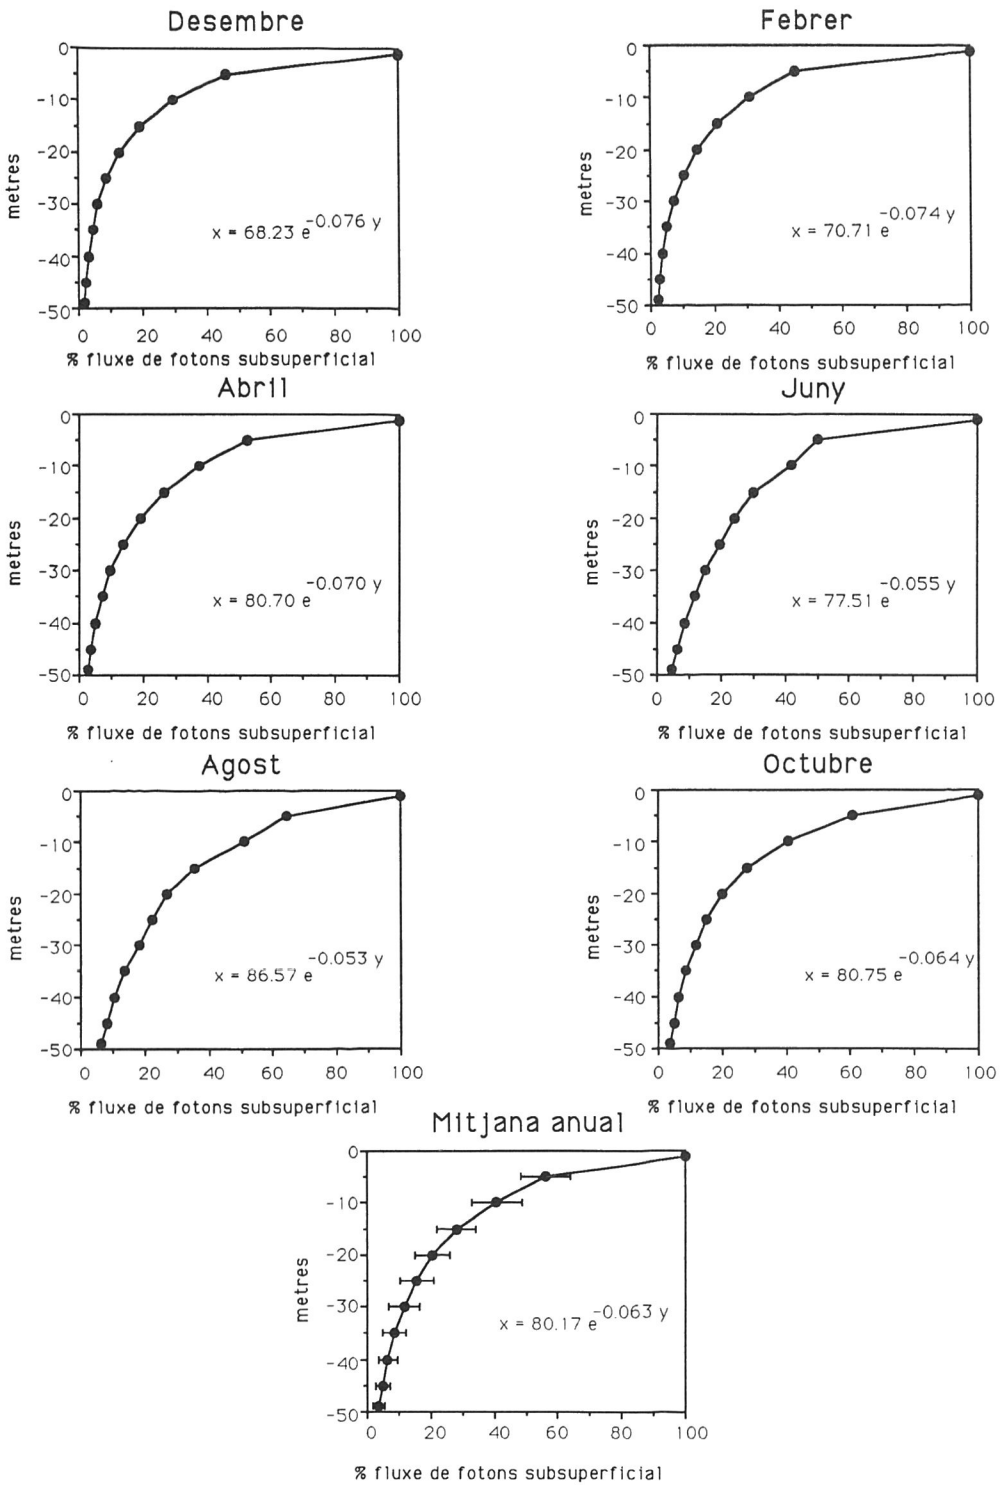 Desembre
0
-10
-20
-30
-40
-50
metres
x = 68.23 e^-0.076 y
0 20 40 60 80 100
% fluxe de fotons subsuperficial
Febrer
0
-10
-20
-30
-40
-50
metres
x = 70.71 e^-0.074 y
0 20 40 60 80 100
% fluxe de fotons subsuperficial
Abril
0
-10
-20
-30
-40
-50
metres
x = 80.70 e^-0.070 y
0 20 40 60 80 100
% fluxe de fotons subsuperficial
Juny
0
-10
-20
-30
-40
-50
metres
x = 77.51 e^-0.055 y
0 20 40 60 80 100
% fluxe de fotons subsuperficial
Agost
0
-10
-20
-30
-40
-50
metres
x = 86.57 e^-0.053 y
0 20 40 60 80 100
% fluxe de fotons subsuperficial
Octubre
0
-10
-20
-30
-40
-50
metres
x = 80.75 e^-0.064 y
0 20 40 60 80 100
% fluxe de fotons subsuperficial
Mitjana anual
0
-10
-20
-30
-40
-50
metres
x = 80.17 e^-0.063 y
0 20 40 60 80 100
% fluxe de fotons subsuperficial